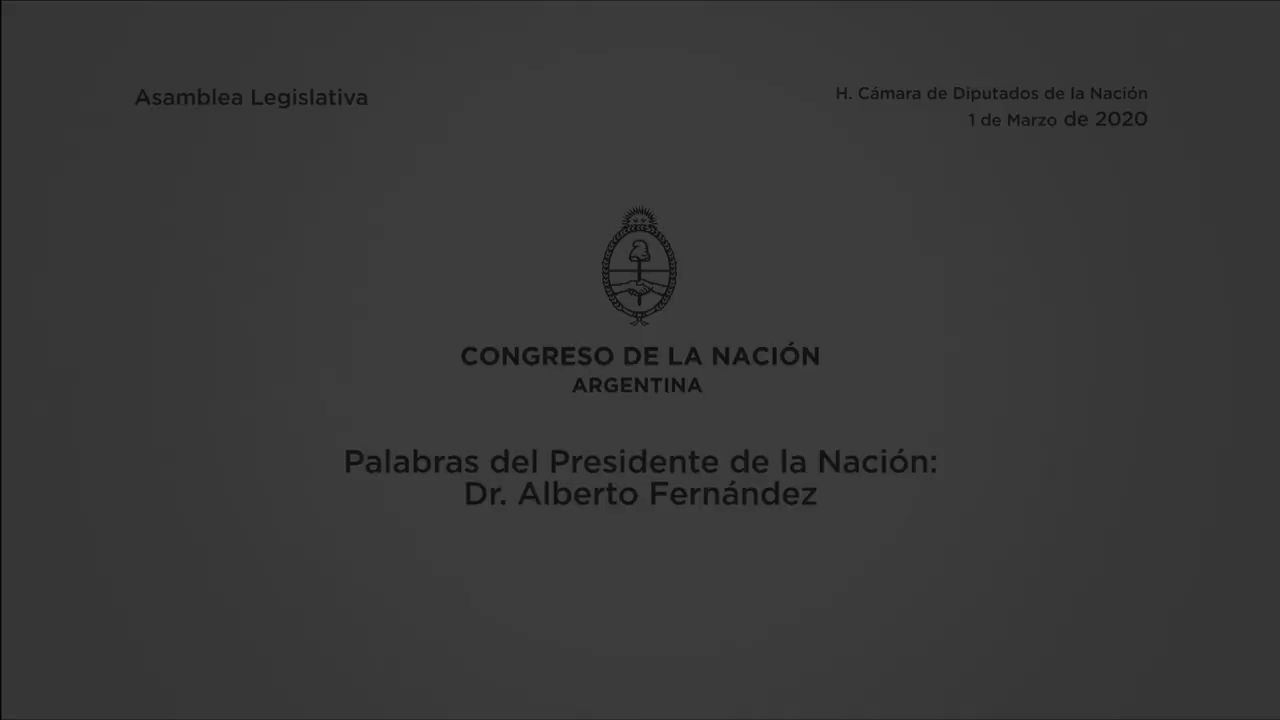 Asamblea Legislativa
H. Cámara de Diputados de la Nación
1 de Marzo de 2020
CONGRESO DE LA NACIÓN
ARGENTINA
Palabras del Presidente de la Nación:
Dr. Alberto Fernández